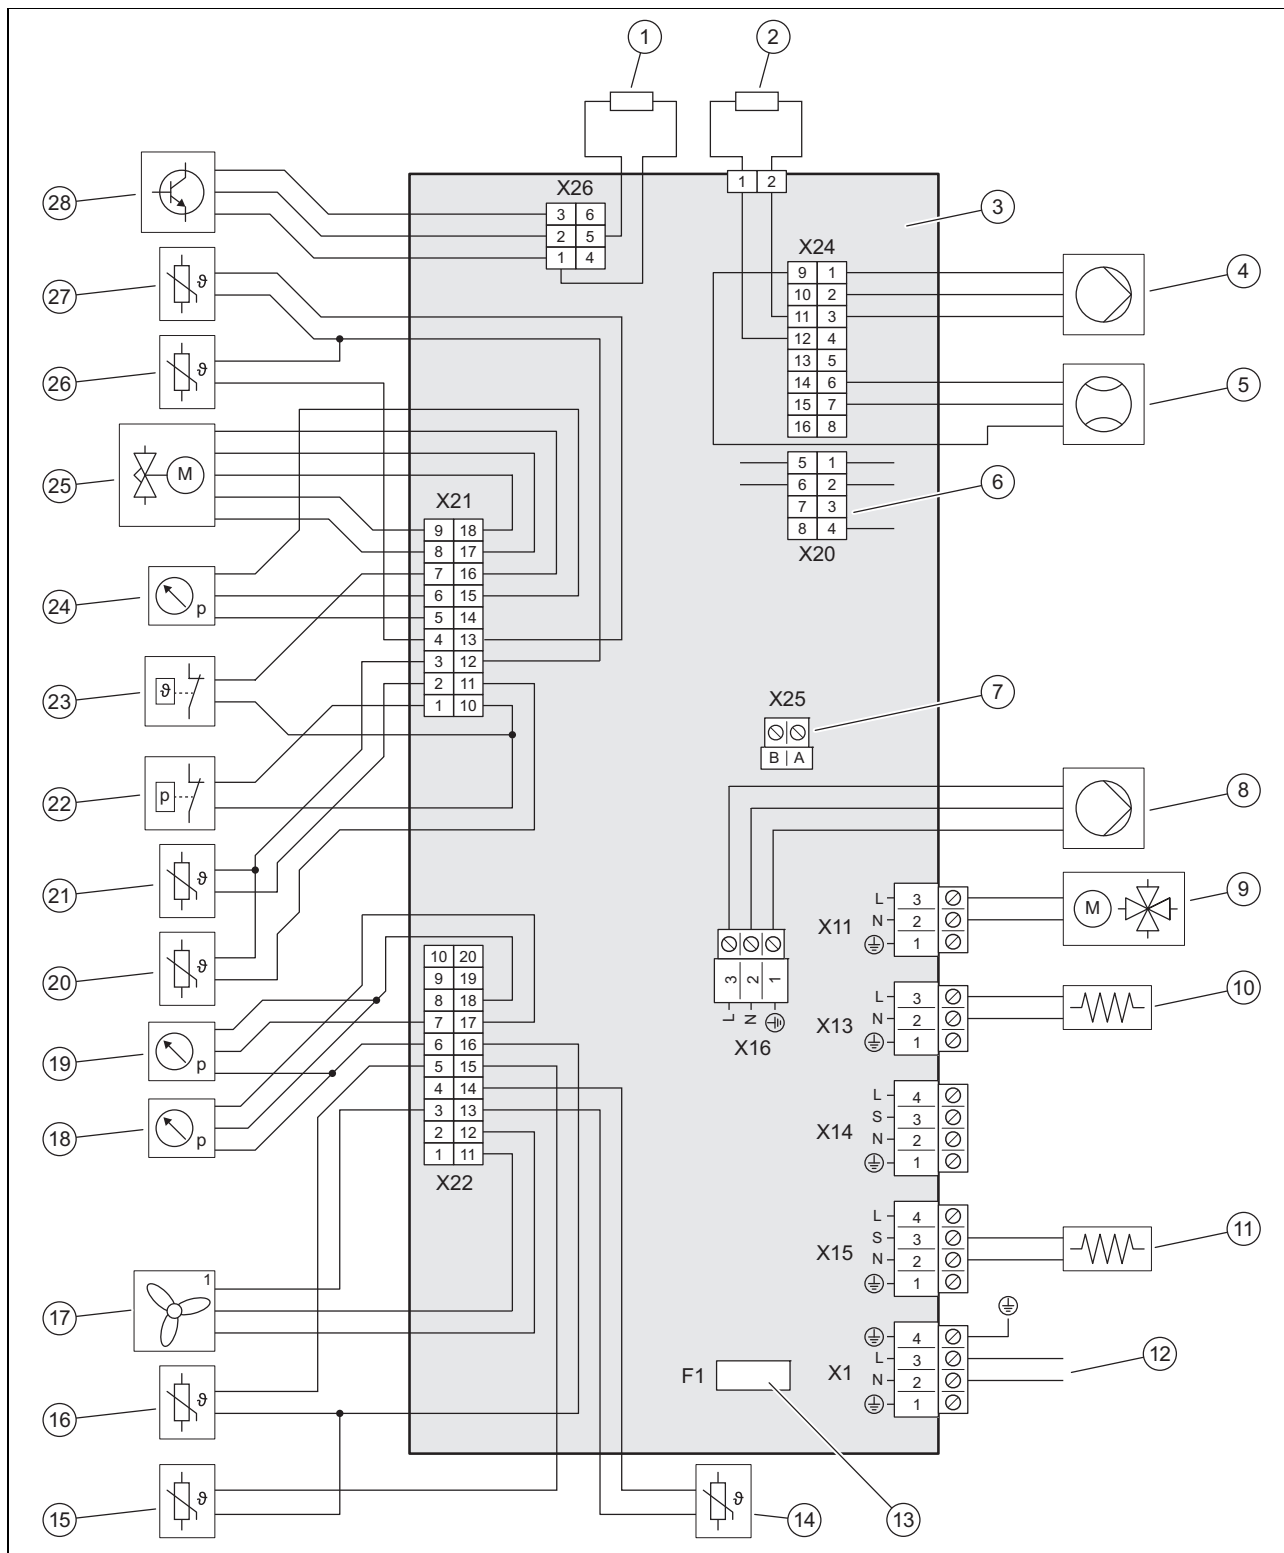 1
2
28
X26
1 2
3
3 6
2 5
1 4
X24
27
ϑ
9 1
10 2
11 3
12 4
13 5
14 6
15 7
16 8
4
26
ϑ
5
25
M
X21
9 18
8 17
7 16
6 15
5 14
4 13
3 12
2 11
1 10
5 1
6 2
7 3
8 4
X20
6
24
p
23
ϑ
X25
B A
7
22
p
8
21
ϑ
X11
L 3
N 2
1
M
9
20
ϑ
10 20
9 19
8 18
7 17
6 16
5 15
4 14
3 13
2 12
1 11
X22
3 2 1
L N
X16
X13
L 3
N 2
1
10
19
p
18
p
X14
L 4
S 3
N 2
1
X15
L 4
S 3
N 2
1
11
17
1
F1
X1
4
L 3
N 2
1
12
16
ϑ
15
ϑ
ϑ
14
13